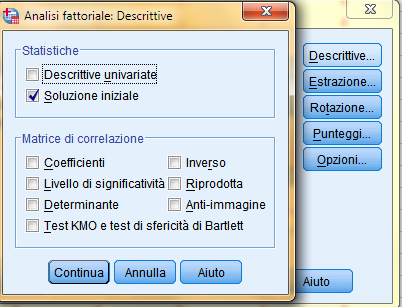 Analisi fattoriale: Descrittive
Statistiche
Descrittive univariate
Soluzione iniziale
Matrice di correlazione
Coefficienti
Inverso
Livello di significatività
Riprodotta
Determinante
Anti-immagine
Test KMO e test di sfericità di Bartlett
Continua
Annulla
Aiuto
Descrittive...
Estrazione...
Rotazione...
Punteggi...
Opzioni...
Aiuto